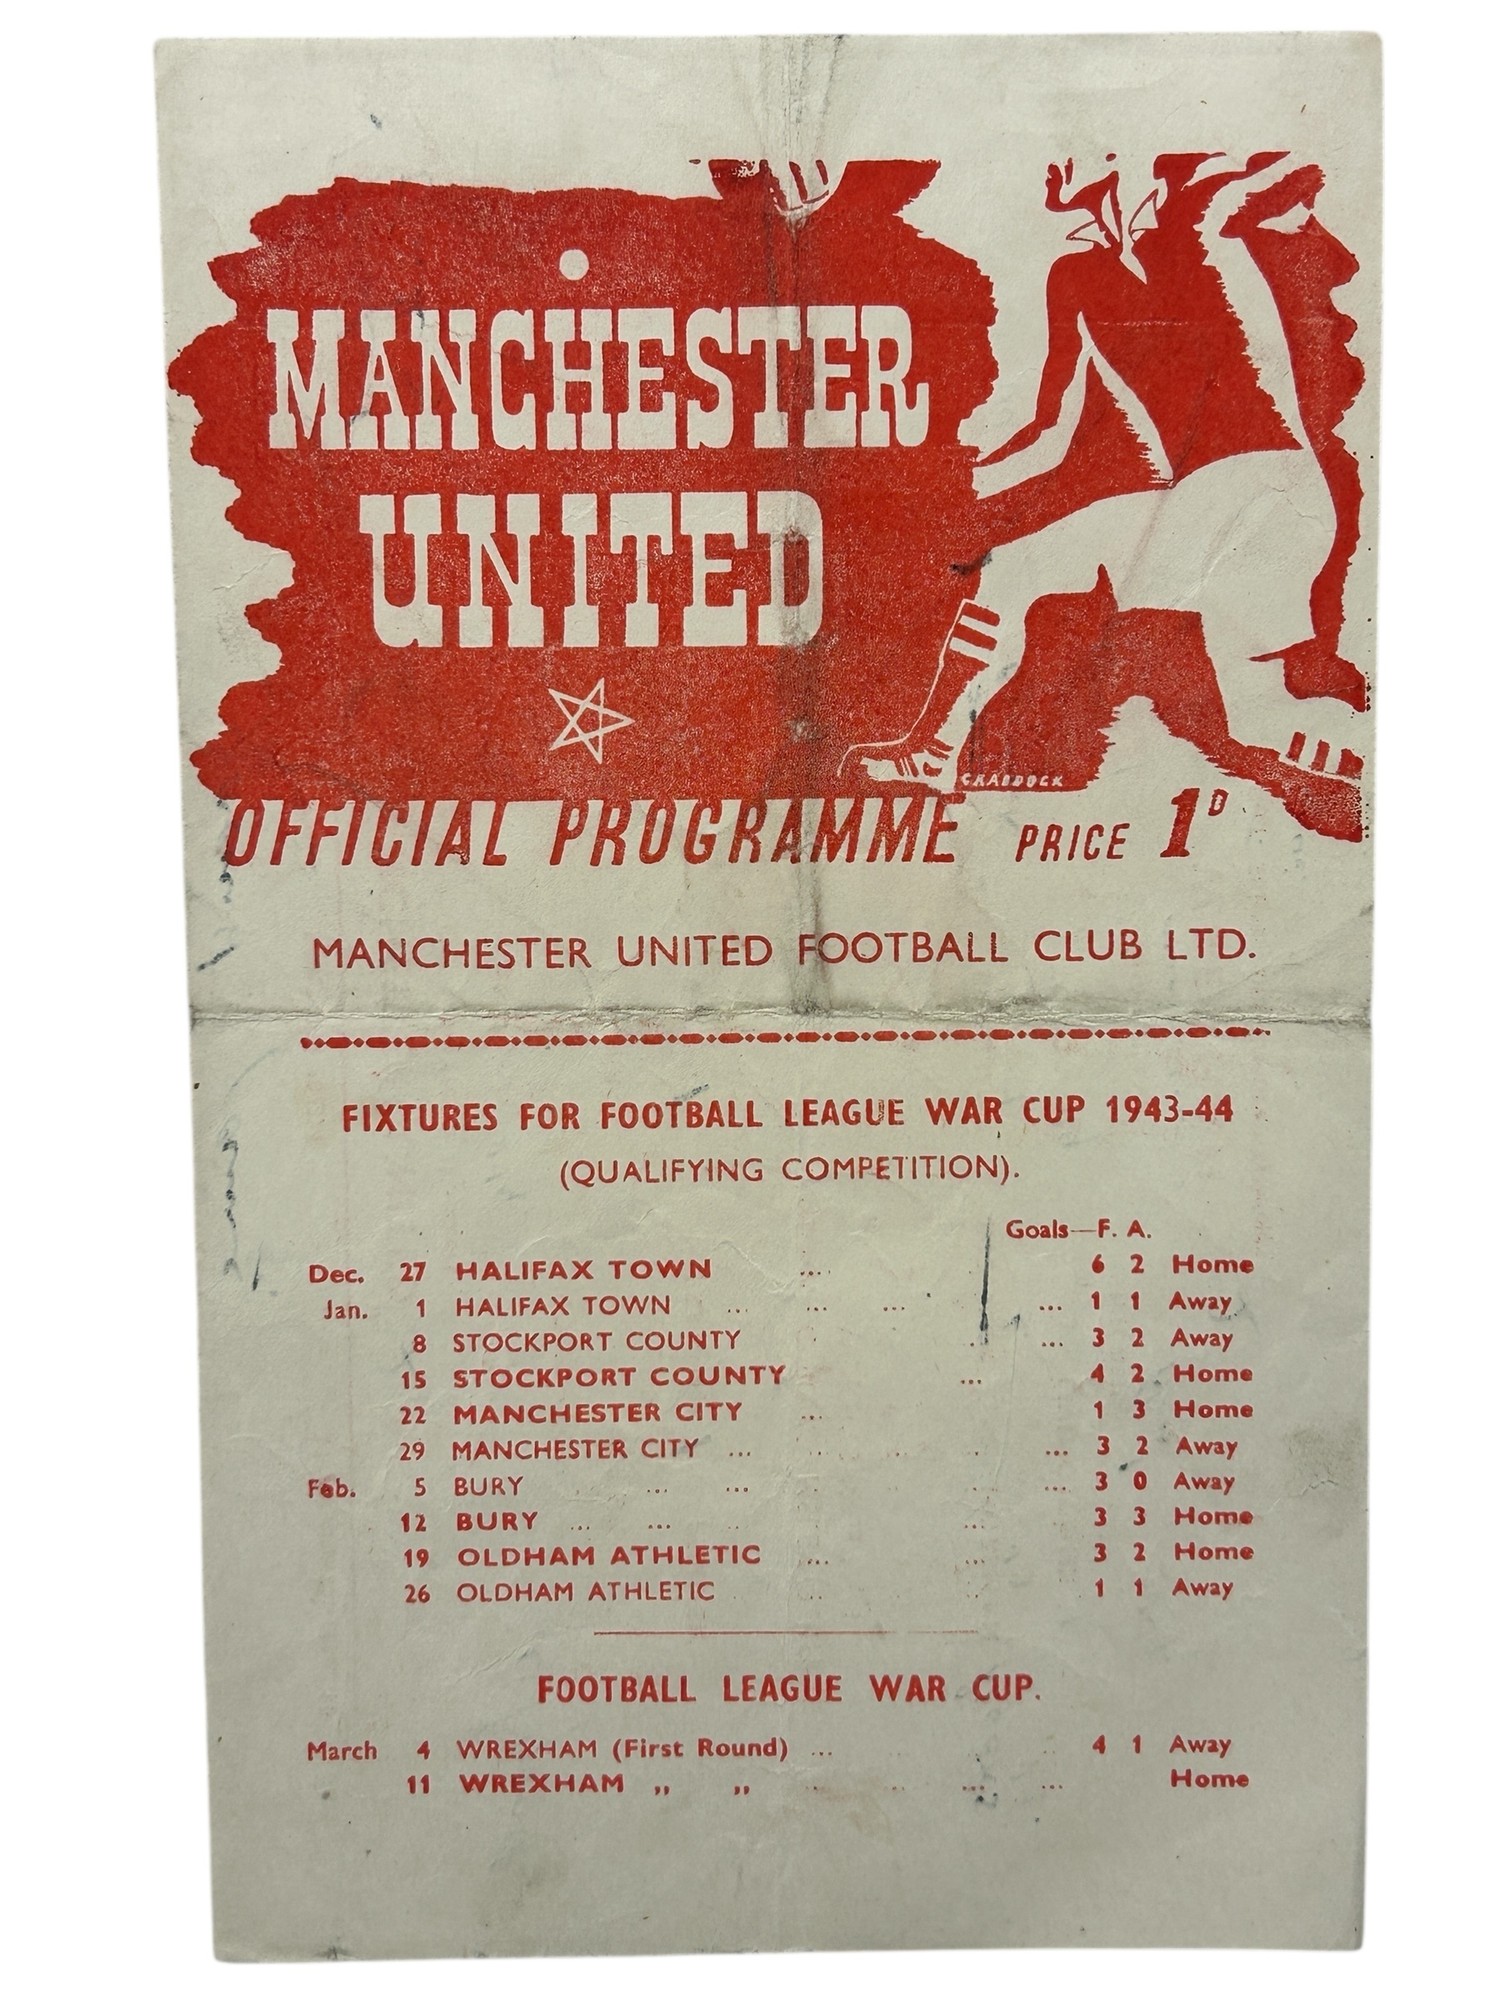 MANCHESTER
UNITED
CRADDOCK
OFFICIAL PROGRAMME PRICE 1D
MANCHESTER UNITED FOOTBALL CLUB LTD.
FIXTURES FOR FOOTBALL LEAGUE WAR CUP 1943-44
(QUALIFYING COMPETITION).
Goals—F. A.
Dec. 27 HALIFAX TOWN ... 6 2 Home
Jan. 1 HALIFAX TOWN ... ... ... ... 1 1 Away
8 STOCKPORT COUNTY ... 3 2 Away
15 STOCKPORT COUNTY ... 4 2 Home
22 MANCHESTER CITY ... 1 3 Home
29 MANCHESTER CITY ... ... 3 2 Away
Feb. 5 BURY ... ... ... 3 0 Away
12 BURY ... ... ... 3 3 Home
19 OLDHAM ATHLETIC ... ... 3 2 Home
26 OLDHAM ATHLETIC 1 1 Away
FOOTBALL LEAGUE WAR CUP.
March 4 WREXHAM (First Round) ... 4 1 Away
11 WREXHAM „ „ ... ... ... ... Home